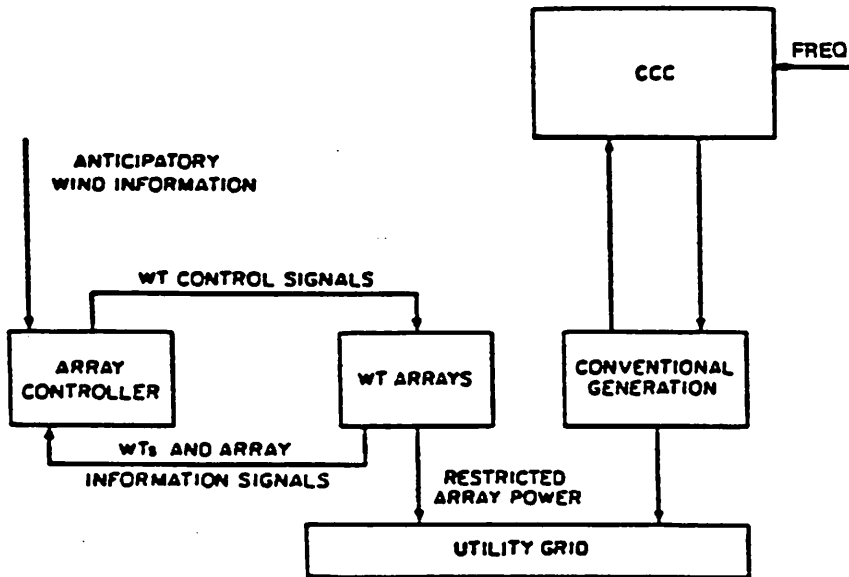 CCC
FREQ
ANTICIPATORY
WIND INFORMATION
WT CONTROL SIGNALS
ARRAY
CONTROLLER
WT ARRAYS
CONVENTIONAL
GENERATION
WTs AND ARRAY
INFORMATION SIGNALS
RESTRICTED
ARRAY POWER
UTILITY GRID